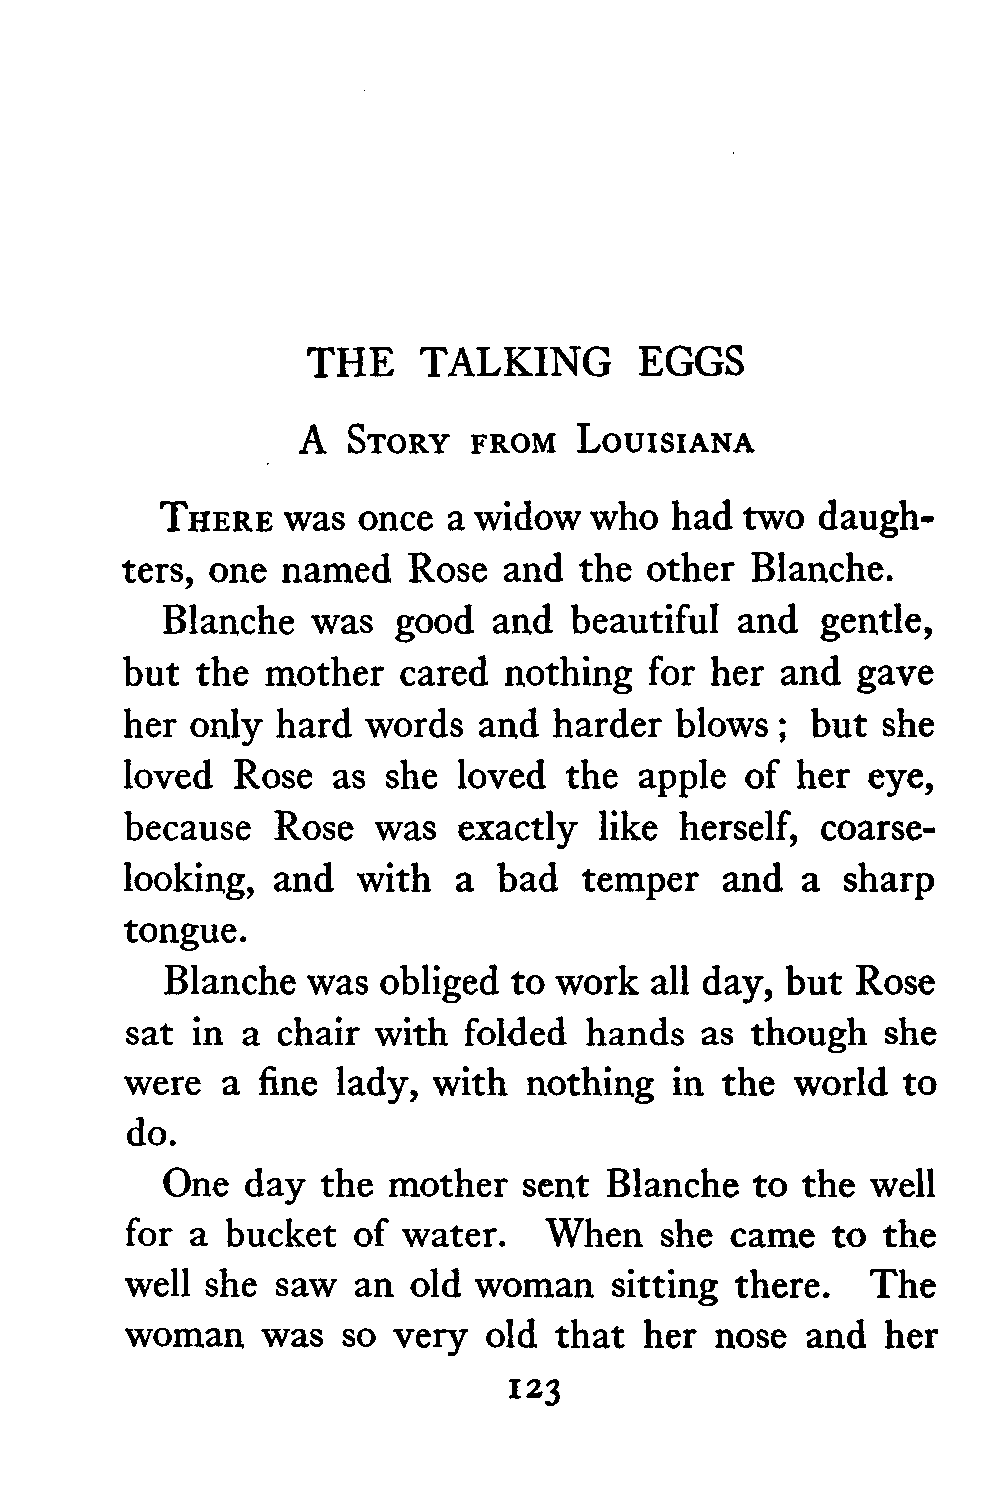 THE TALKING EGGS
A STORY FROM LOUISIANA
THERE was once a widow who had two daugh-
ters, one named Rose and the other Blanche.
Blanche was good and beautiful and gentle,
but the mother cared nothing for her and gave
her only hard words and harder blows ; but she
loved Rose as she loved the apple of her eye,
because Rose was exactly like herself, coarse-
looking, and with a bad temper and a sharp
tongue.
Blanche was obliged to work all day, but Rose
sat in a chair with folded hands as though she
were a fine lady, with nothing in the world to
do.
One day the mother sent Blanche to the well
for a bucket of water. When she came to the
well she saw an old woman sitting there. The
woman was so very old that her nose and her
123